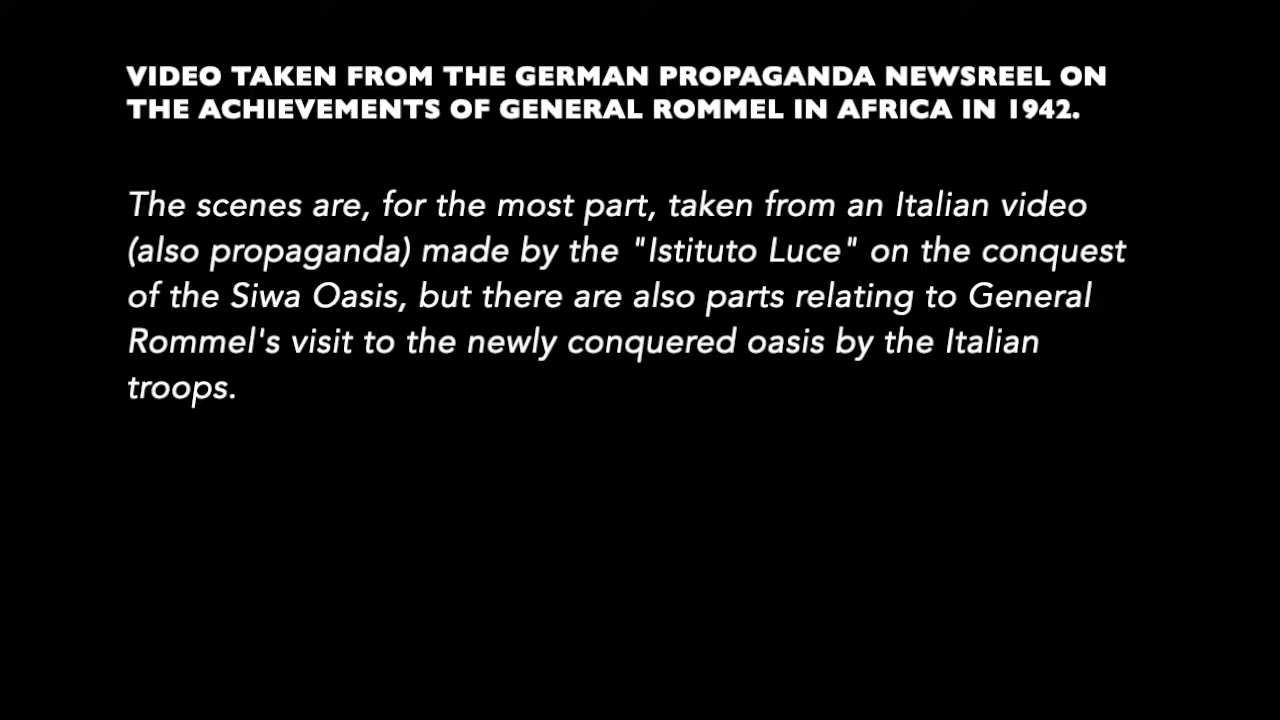 VIDEO TAKEN FROM THE GERMAN PROPAGANDA NEWSREEL ON
THE ACHIEVEMENTS OF GENERAL ROMMEL IN AFRICA IN 1942.
The scenes are, for the most part, taken from an Italian video
(also propaganda) made by the "Istituto Luce" on the conquest
of the Siwa Oasis, but there are also parts relating to General
Rommel's visit to the newly conquered oasis by the Italian
troops.